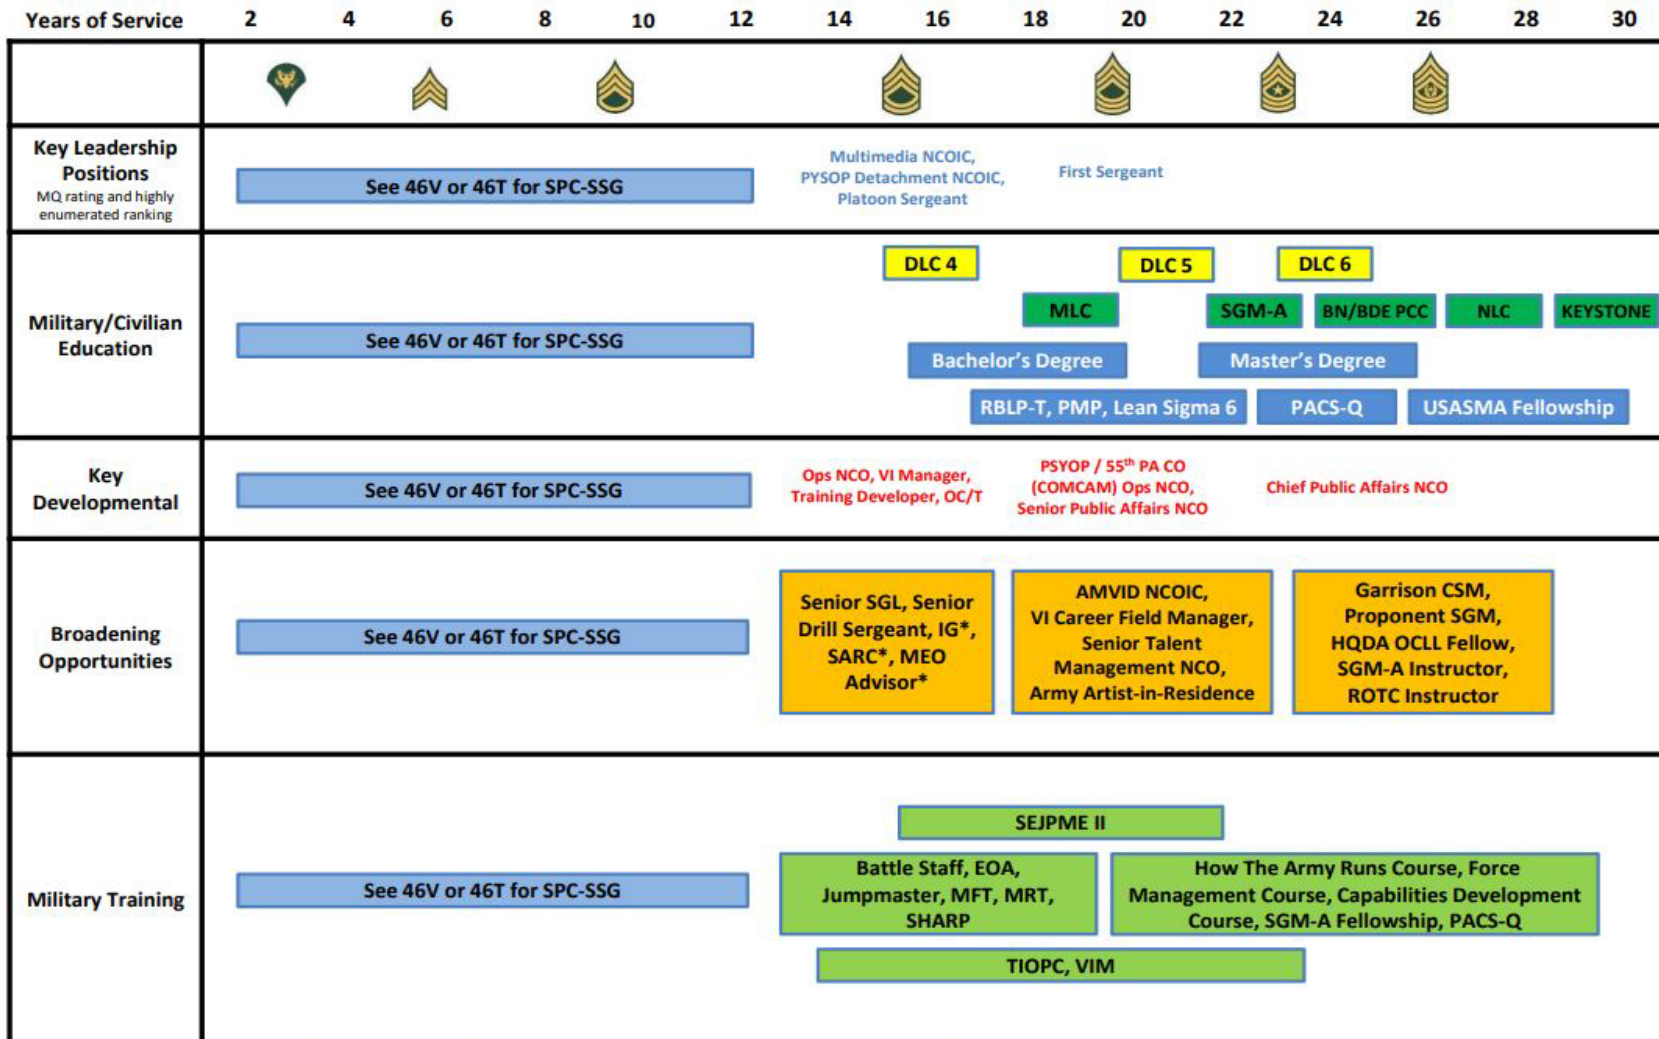 Years of Service 2 4 6 8 10 12 14 16 18 20 22 24 26 28 30
Key Leadership
Positions
MQ rating and highly
enumerated ranking
See 46V or 46T for SPC-SSG
Multimedia NCOIC,
PYSOP Detachment NCOIC,
Platoon Sergeant
First Sergeant
Military/Civilian
Education
See 46V or 46T for SPC-SSG
DLC 4
DLC 5
DLC 6
MLC
SGM-A
BN/BDE PCC
NLC
KEYSTONE
Bachelor's Degree
Master's Degree
RBLP-T, PMP, Lean Sigma 6
PACS-Q
USASMA Fellowship
Key
Developmental
See 46V or 46T for SPC-SSG
Ops NCO, VI Manager,
Training Developer, OC/T
PSYOP / 55th PA CO
(COMCAM) Ops NCO,
Senior Public Affairs NCO
Chief Public Affairs NCO
Broadening
Opportunities
See 46V or 46T for SPC-SSG
Senior SGL, Senior
Drill Sergeant, IG*,
SARC*, MEO
Advisor*
AMVID NCOIC,
VI Career Field Manager,
Senior Talent
Management NCO,
Army Artist-in-Residence
Garrison CSM,
Proponent SGM,
HQDA OCLL Fellow,
SGM-A Instructor,
ROTC Instructor
Military Training
See 46V or 46T for SPC-SSG
SEJPME II
Battle Staff, EOA,
Jumpmaster, MFT, MRT,
SHARP
How The Army Runs Course, Force
Management Course, Capabilities Development
Course, SGM-A Fellowship, PACS-Q
TIOPC, VIM